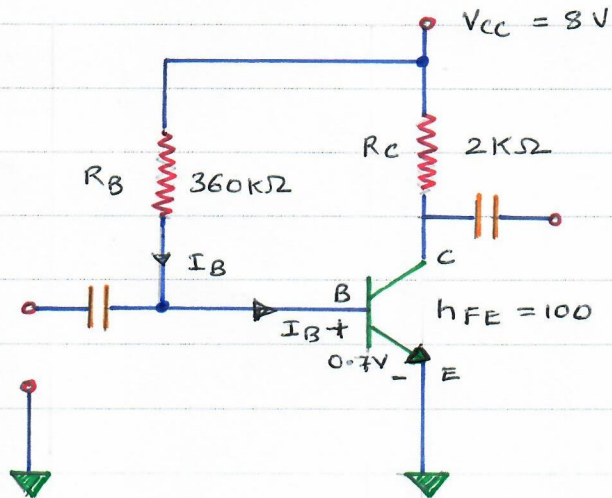 VCC = 8 V
RC 2KΩ
RB 360KΩ
IB
C
B
hFE = 100
IB +
0.7V
- E